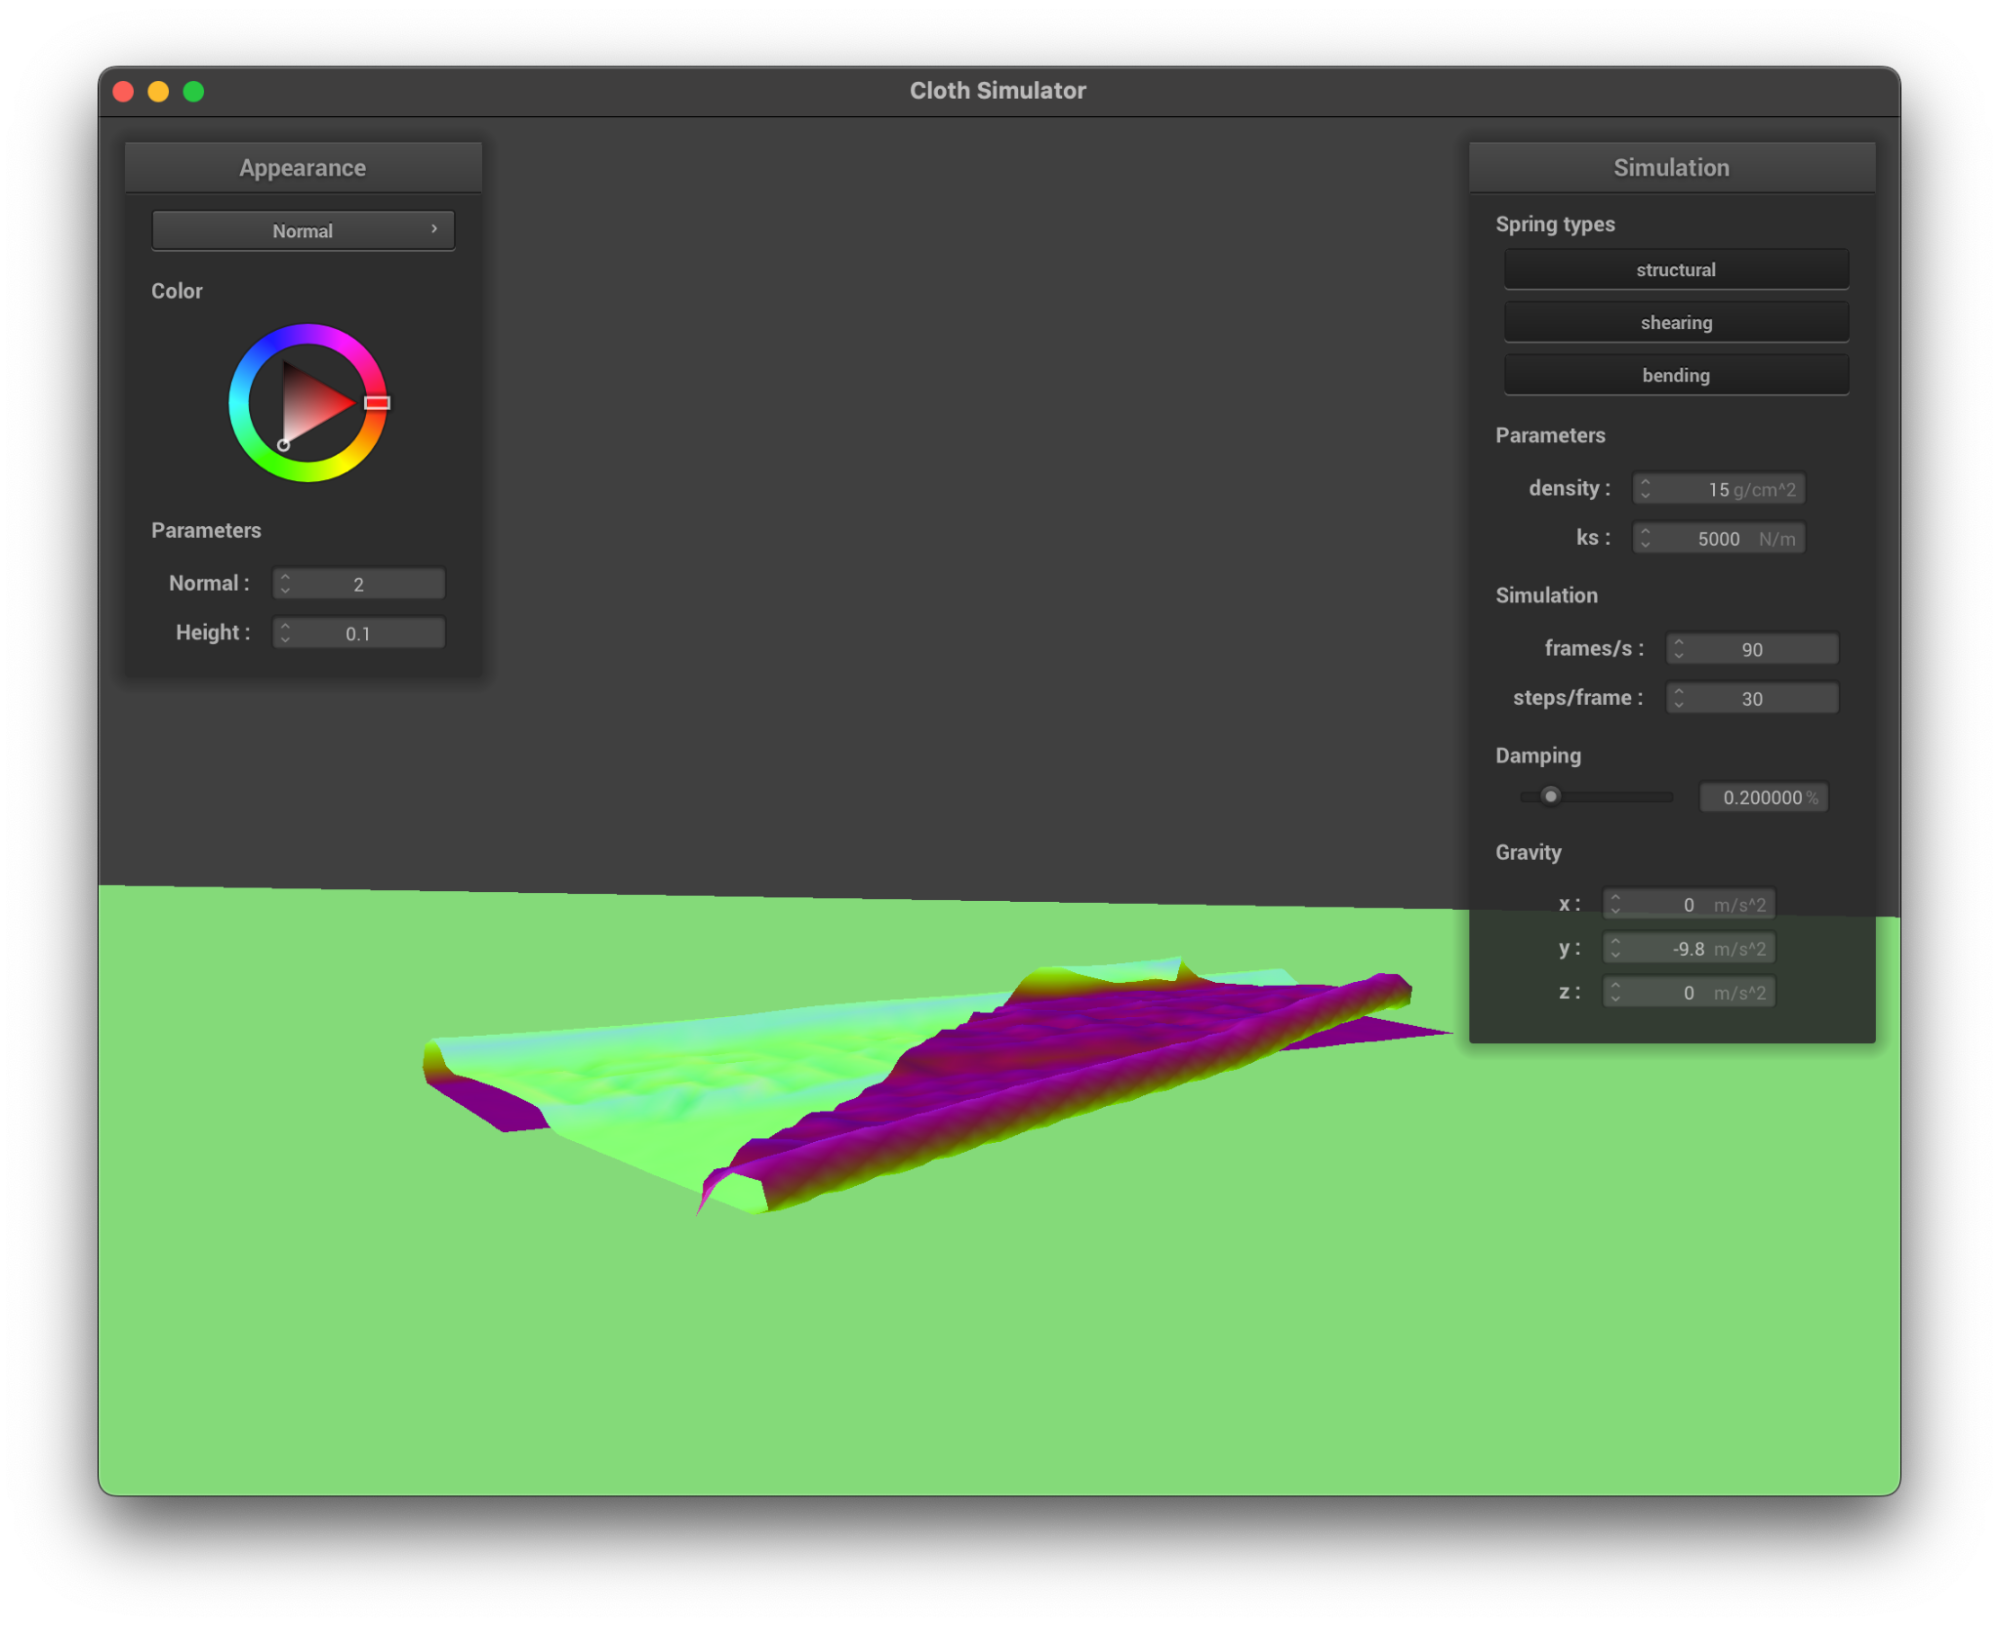 Cloth Simulator
Appearance
Normal
Color
Parameters
Normal : 2
Height : 0.1
Simulation
Spring types
structural
shearing
bending
Parameters
density : 15 g/cm^2
ks : 5000 N/m
Simulation
frames/s : 90
steps/frame : 30
Damping
0.200000 %
Gravity
x : 0 m/s^2
y : -9.8 m/s^2
z : 0 m/s^2